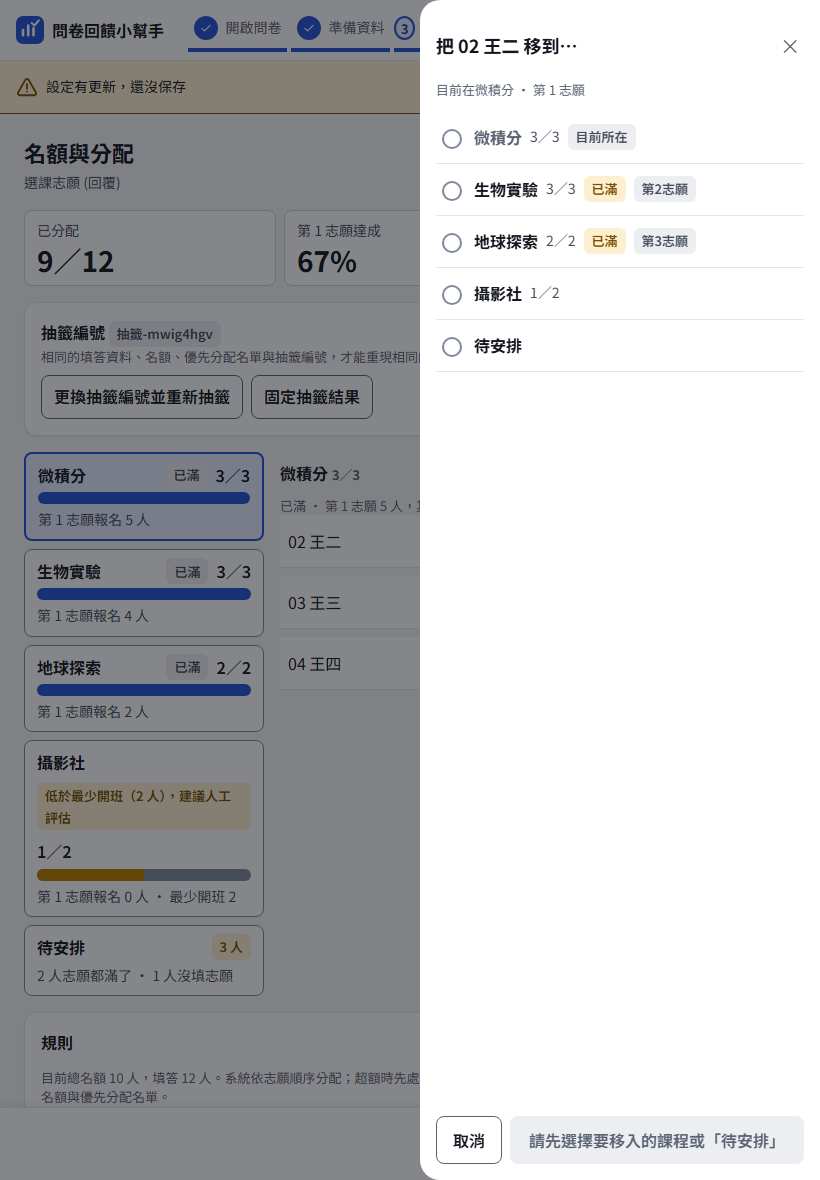 問卷回饋小幫手
開啟問卷
準備資料
3
設定有更新，還沒保存
名額與分配
選課志願 (回覆)
已分配
9／12
第 1 志願達成
67%
抽籤編號 抽籤-mwig4hgv
相同的填答資料、名額、優先分配名單與抽籤編號，才能重現相同
更換抽籤編號並重新抽籤
固定抽籤結果
微積分 已滿 3／3
第 1 志願報名 5 人
生物實驗 已滿 3／3
第 1 志願報名 4 人
地球探索 已滿 2／2
第 1 志願報名 2 人
攝影社
低於最少開班（2 人），建議人工
評估
1／2
第 1 志願報名 0 人 · 最少開班 2
待安排 3 人
2 人志願都滿了 · 1 人沒填志願
微積分 3／3
已滿 · 第 1 志願 5 人，
02 王二
03 王三
04 王四
規則
目前總名額 10 人，填答 12 人。系統依志願順序分配；超額時先處
名額與優先分配名單。
把 02 王二 移到…
目前在微積分 · 第 1 志願
微積分 3／3 目前所在
生物實驗 3／3 已滿 第2志願
地球探索 2／2 已滿 第3志願
攝影社 1／2
待安排
取消
請先選擇要移入的課程或「待安排」